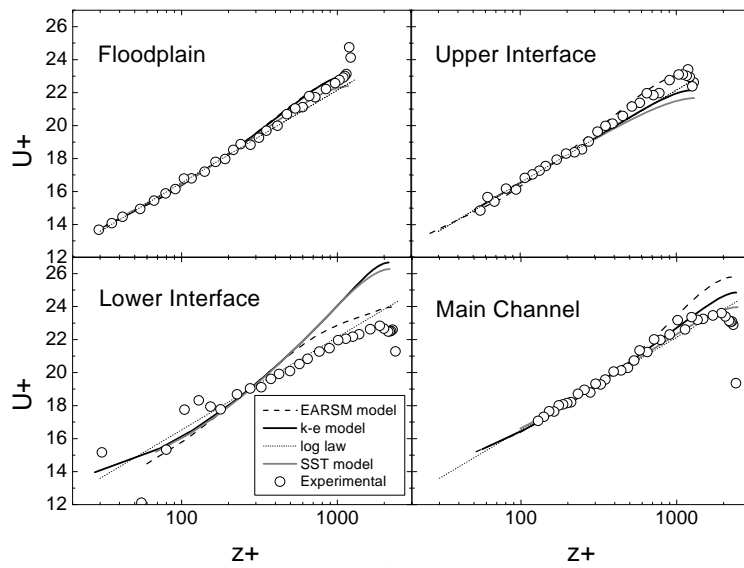 26
24
22
20
18
16
14
12
U+
Floodplain
Upper Interface
26
24
22
20
18
16
14
12
U+
Lower Interface
Main Channel
EARSM model
k-e model
log law
SST model
Experimental
100
1000
100
1000
z+
z+